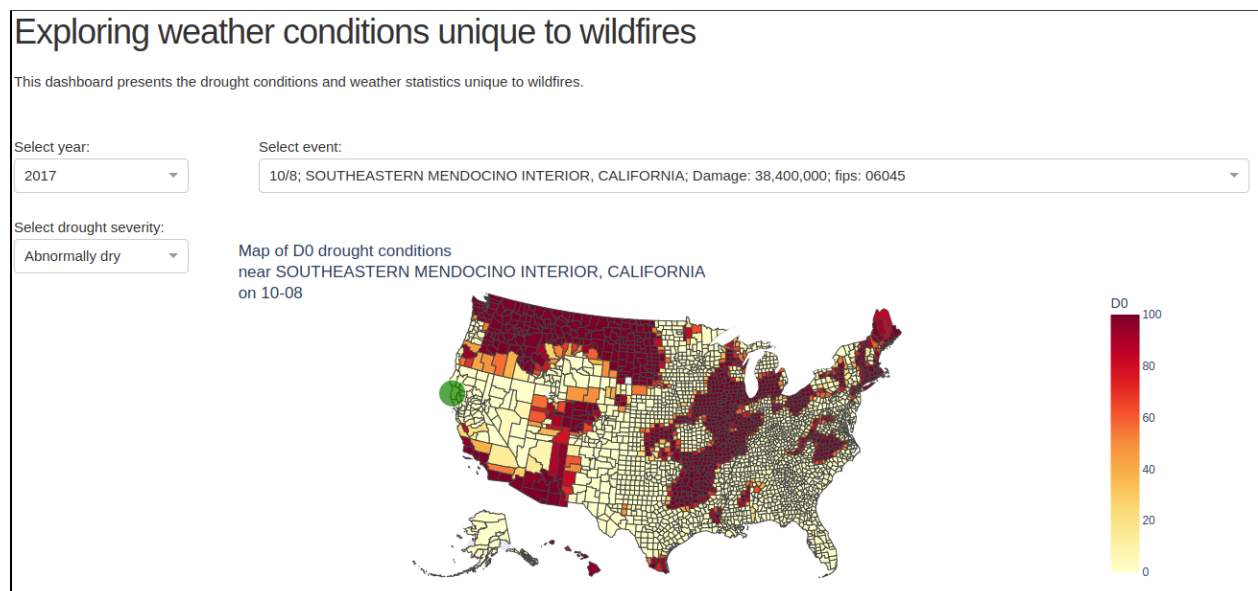 Exploring weather conditions unique to wildfires
This dashboard presents the drought conditions and weather statistics unique to wildfires.
Select year:
2017
Select event:
10/8; SOUTHEASTERN MENDOCINO INTERIOR, CALIFORNIA; Damage: 38,400,000; fips: 06045
Select drought severity:
Abnormally dry
Map of D0 drought conditions
near SOUTHEASTERN MENDOCINO INTERIOR, CALIFORNIA
on 10-08
D0
100
80
60
40
20
0